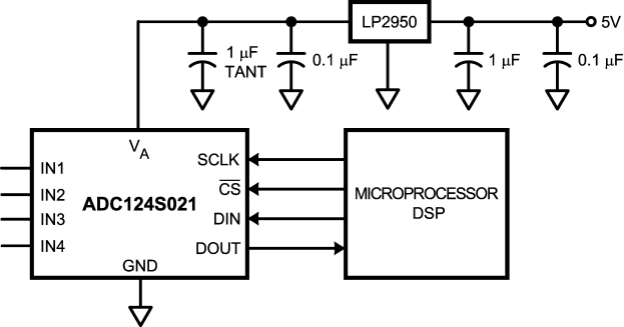 LP2950
5V
1 µF
TANT
0.1 µF
1 µF
0.1 µF
VA
IN1
IN2
IN3
IN4
ADC124S021
SCLK
CS
DIN
DOUT
GND
MICROPROCESSOR
DSP